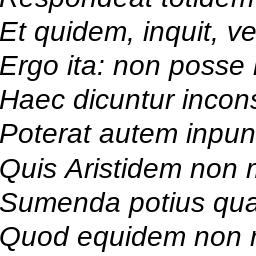 Respondeat totidem
Et quidem, inquit, ve
Ergo ita: non posse
Haec dicuntur incons
Poterat autem inpun
Quis Aristidem non
Sumenda potius qua
Quod equidem non